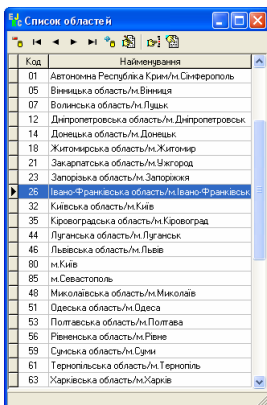 Список областей
Код Найменування
01 Автономна Республіка Крим/м.Сімферополь
05 Вінницька область/м.Вінниця
07 Волинська область/м.Луцьк
12 Дніпропетровська область/м.Дніпропетровськ
14 Донецька область/м.Донецьк
18 Житомирська область/м.Житомир
21 Закарпатська область/м.Ужгород
23 Запорізька область/м.Запоріжжя
26 Івано-Франківська область/м.Івано-Франківськ
32 Київська область/м.Київ
35 Кіровоградська область/м.Кіровоград
44 Луганська область/м.Луганськ
46 Львівська область/м.Львів
80 м.Київ
85 м.Севастополь
48 Миколаївська область/м.Миколаїв
51 Одеська область/м.Одеса
53 Полтавська область/м.Полтава
56 Рівненська область/м.Рівне
59 Сумська область/м.Суми
61 Тернопільська область/м.Тернопіль
63 Харківська область/м.Харків